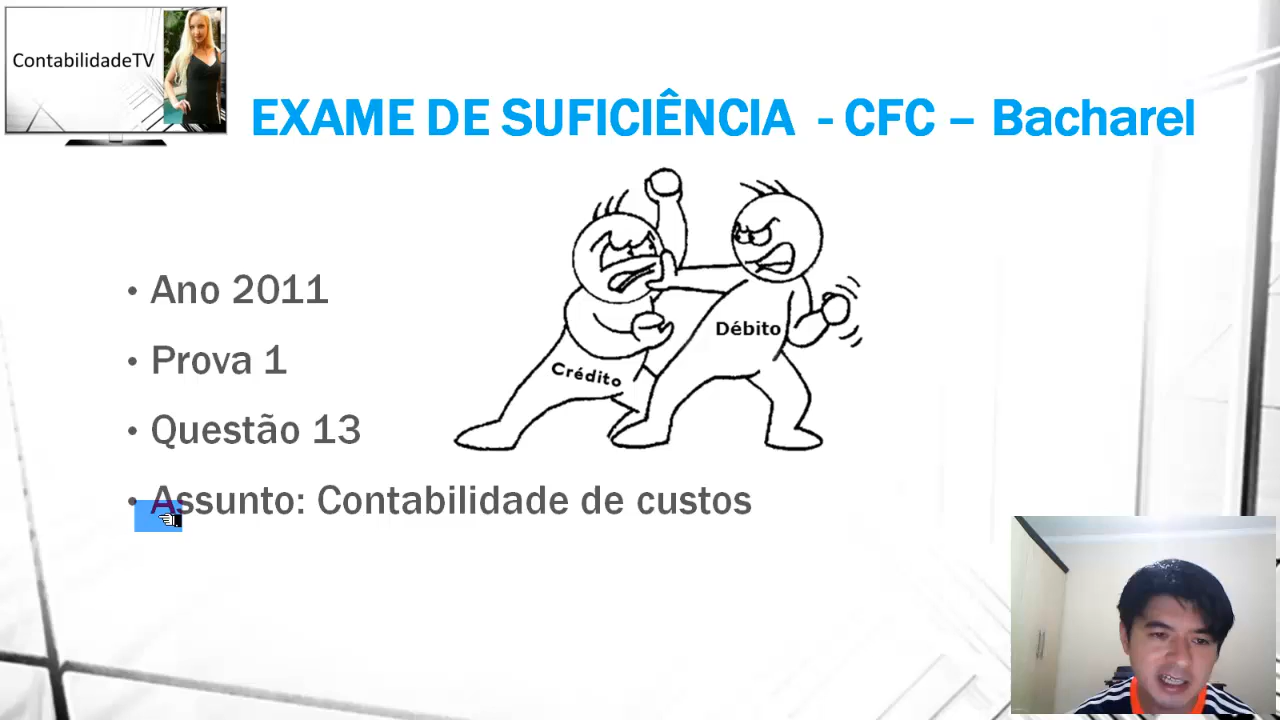 ContabilidadeTV
EXAME DE SUFICIÊNCIA - CFC – Bacharel
• Ano 2011
• Prova 1
• Questão 13
• Assunto: Contabilidade de custos
Crédito
Débito